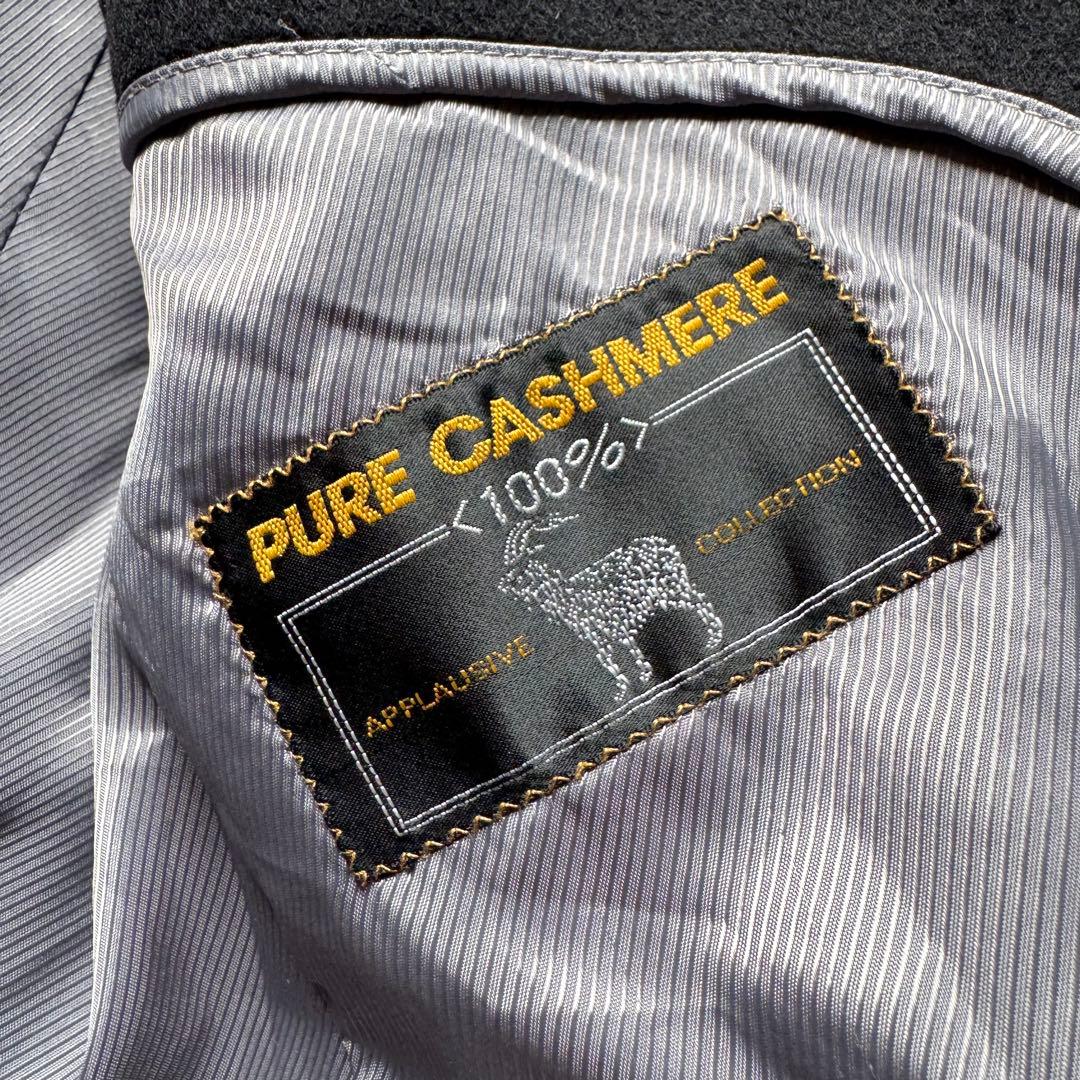 PURE CASHMERE
<100%>
APPLAUSIVE COLLECTION